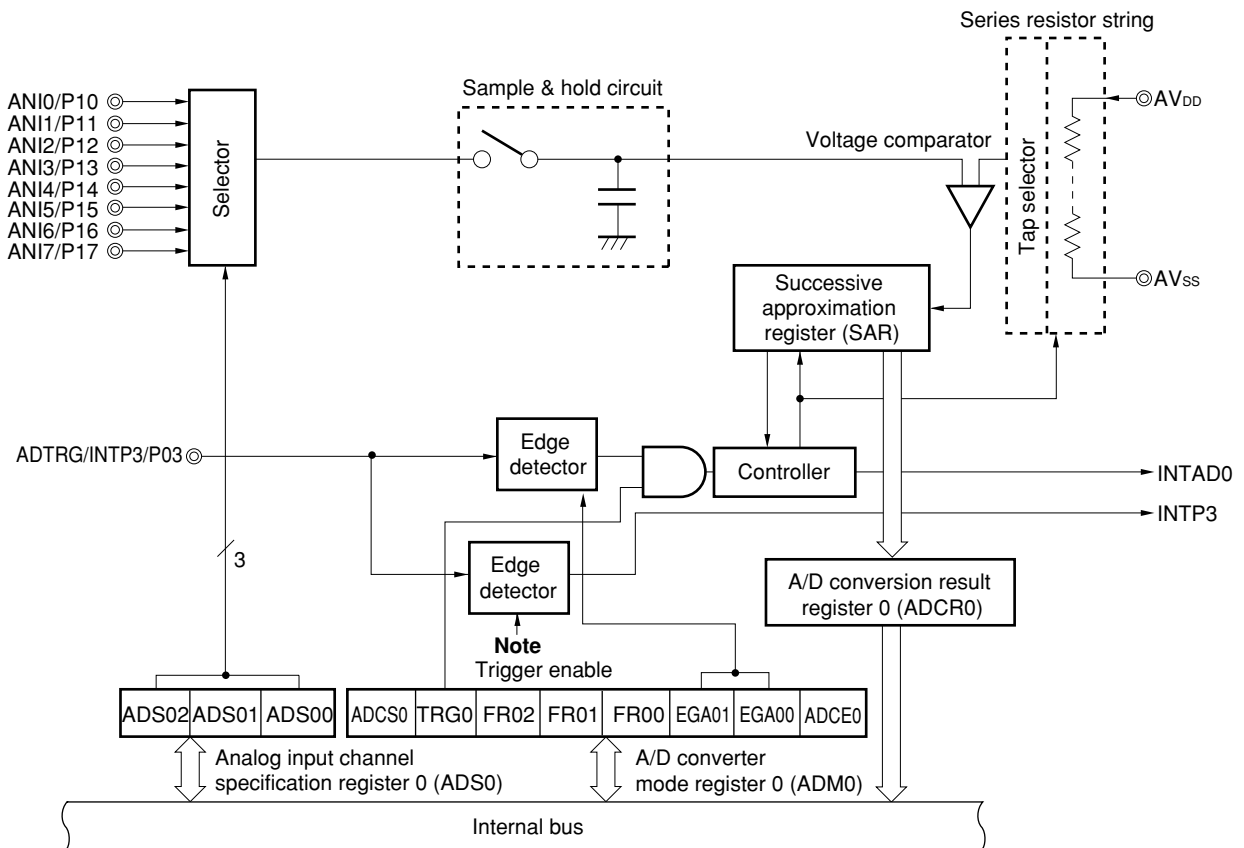 Series resistor string
ANI0/P10
ANI1/P11
ANI2/P12
ANI3/P13
ANI4/P14
ANI5/P15
ANI6/P16
ANI7/P17
Selector
Sample & hold circuit
Voltage comparator
Tap selector
AVDD
AVSS
Successive
approximation
register (SAR)
ADTRG/INTP3/P03
Edge
detector
Controller
INTAD0
INTP3
3
Edge
detector
A/D conversion result
register 0 (ADCR0)
Note
Trigger enable
ADS02 ADS01 ADS00
ADCS0 TRG0 FR02 FR01 FR00 EGA01 EGA00 ADCE0
Analog input channel
specification register 0 (ADS0)
A/D converter
mode register 0 (ADM0)
Internal bus